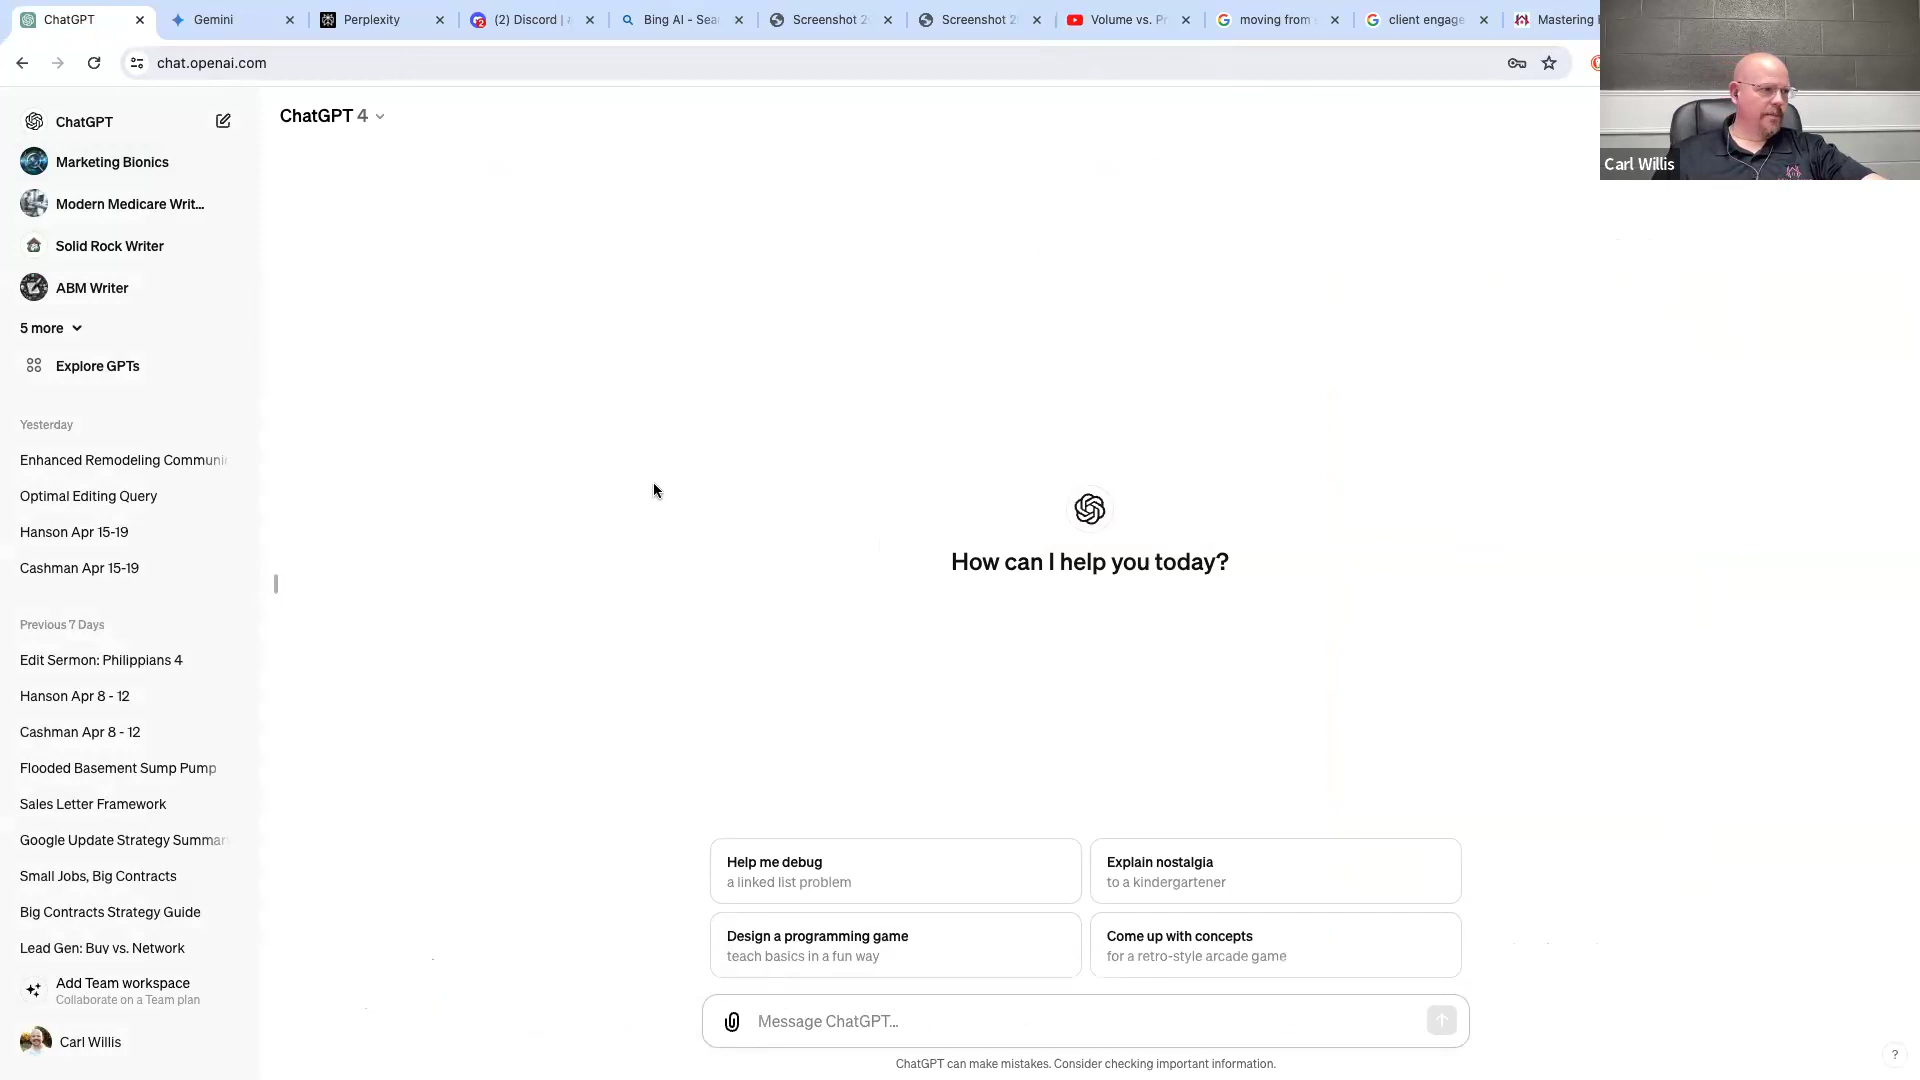 ChatGPT
Gemini
Perplexity
(2) Discord |
Bing AI - Sea
Screenshot 2
Screenshot 2
Volume vs. Pr
moving from
client engage
Mastering
chat.openai.com
Carl Willis
ChatGPT
ChatGPT 4
Marketing Bionics
Modern Medicare Writ...
Solid Rock Writer
ABM Writer
5 more
Explore GPTs
Yesterday
Enhanced Remodeling Communi
Optimal Editing Query
Hanson Apr 15-19
Cashman Apr 15-19
Previous 7 Days
Edit Sermon: Philippians 4
Hanson Apr 8 - 12
Cashman Apr 8 - 12
Flooded Basement Sump Pump
Sales Letter Framework
Google Update Strategy Summar
Small Jobs, Big Contracts
Big Contracts Strategy Guide
Lead Gen: Buy vs. Network
Add Team workspace
Collaborate on a Team plan
Carl Willis
How can I help you today?
Help me debug
a linked list problem
Explain nostalgia
to a kindergartener
Design a programming game
teach basics in a fun way
Come up with concepts
for a retro-style arcade game
Message ChatGPT...
ChatGPT can make mistakes. Consider checking important information.
?